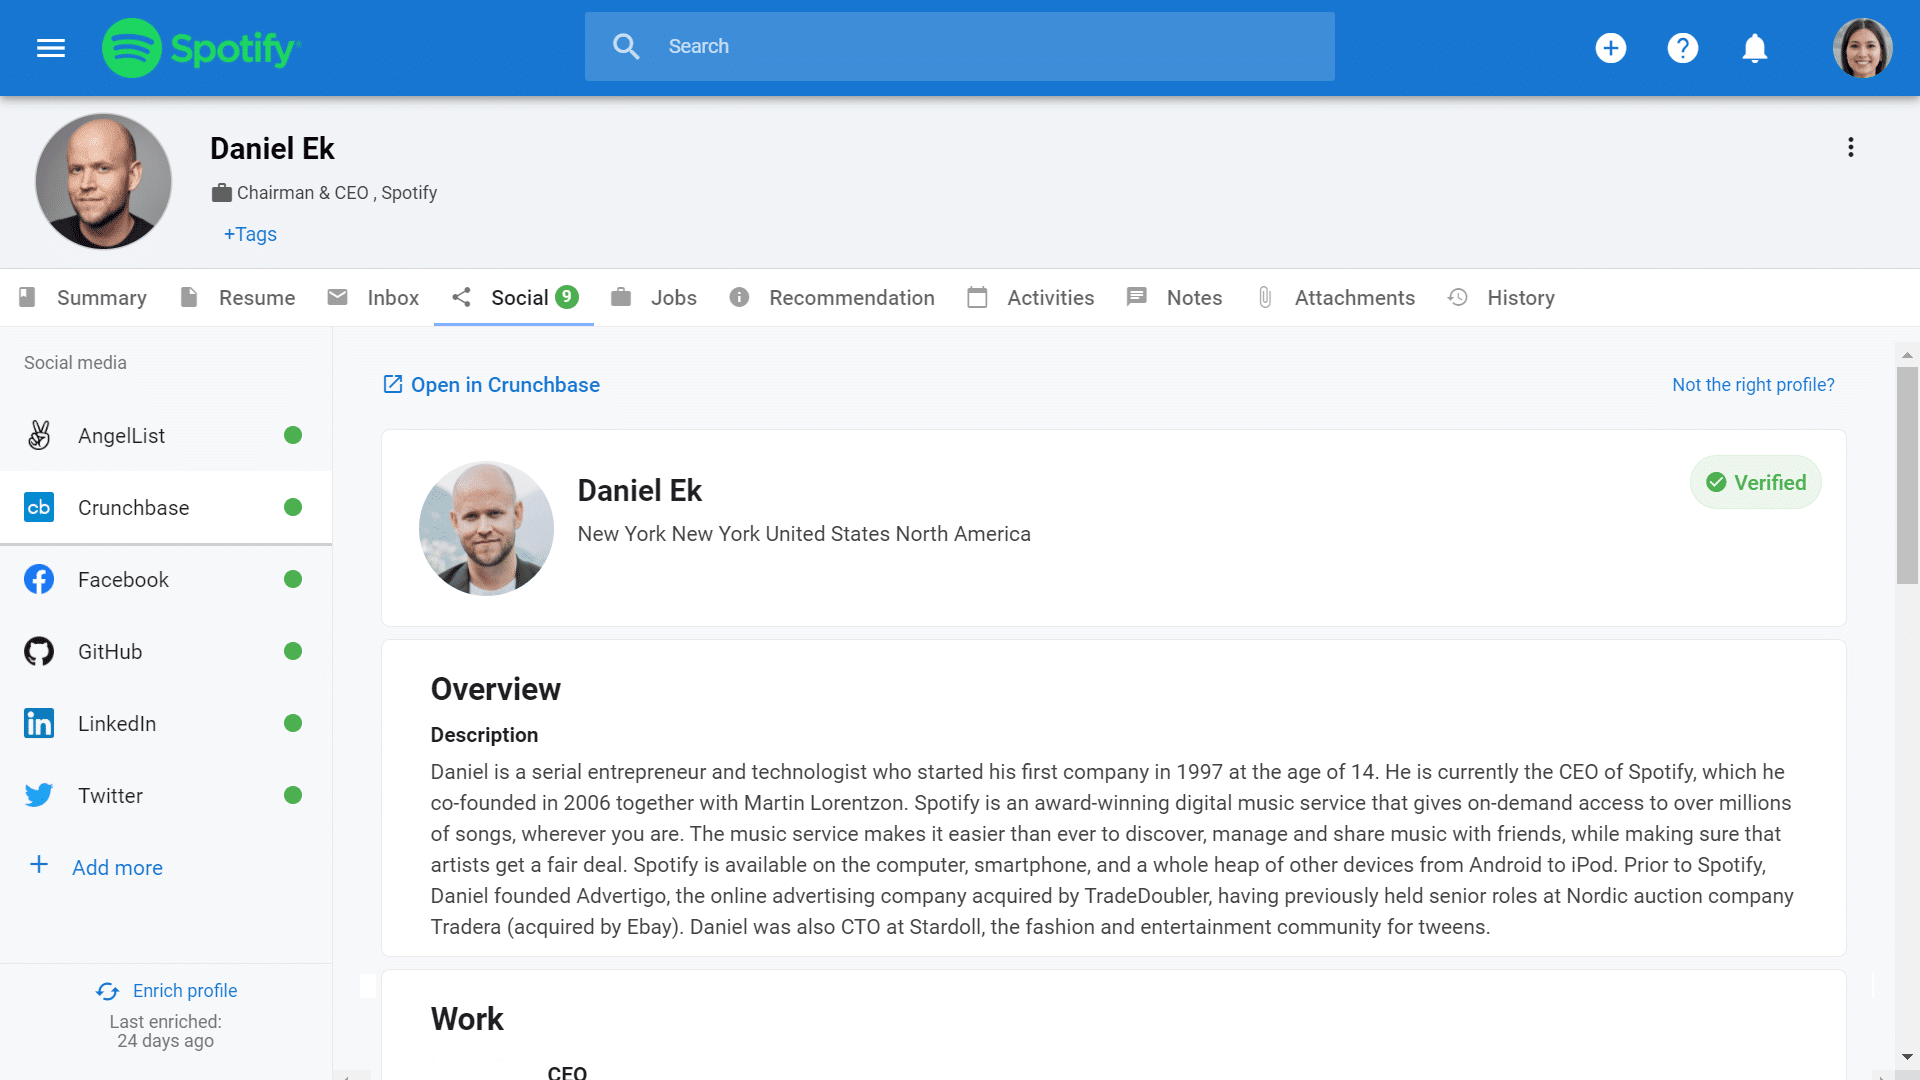 Spotify
Search
Daniel Ek
Chairman & CEO , Spotify
+Tags
Summary
Resume
Inbox
Social 9
Jobs
Recommendation
Activities
Notes
Attachments
History
Social media
AngelList
cb Crunchbase
Facebook
GitHub
in LinkedIn
Twitter
+ Add more
Enrich profile
Last enriched:
24 days ago
Open in Crunchbase
Not the right profile?
Daniel Ek
New York New York United States North America
Verified
Overview
Description
Daniel is a serial entrepreneur and technologist who started his first company in 1997 at the age of 14. He is currently the CEO of Spotify, which he
co-founded in 2006 together with Martin Lorentzon. Spotify is an award-winning digital music service that gives on-demand access to over millions
of songs, wherever you are. The music service makes it easier than ever to discover, manage and share music with friends, while making sure that
artists get a fair deal. Spotify is available on the computer, smartphone, and a whole heap of other devices from Android to iPod. Prior to Spotify,
Daniel founded Advertigo, the online advertising company acquired by TradeDoubler, having previously held senior roles at Nordic auction company
Tradera (acquired by Ebay). Daniel was also CTO at Stardoll, the fashion and entertainment community for tweens.
Work
CEO